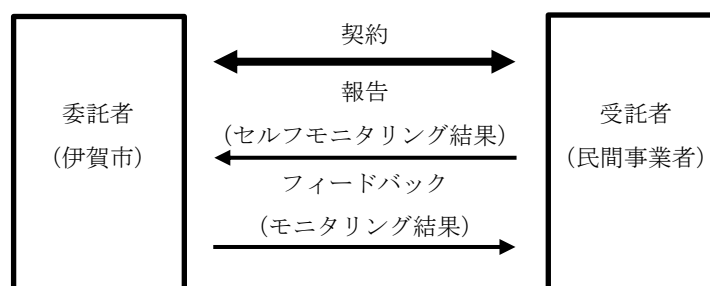 契約
報告
(セルフモニタリング結果)
フィードバック
(モニタリング結果)
委託者
(伊賀市)
受託者
(民間事業者)